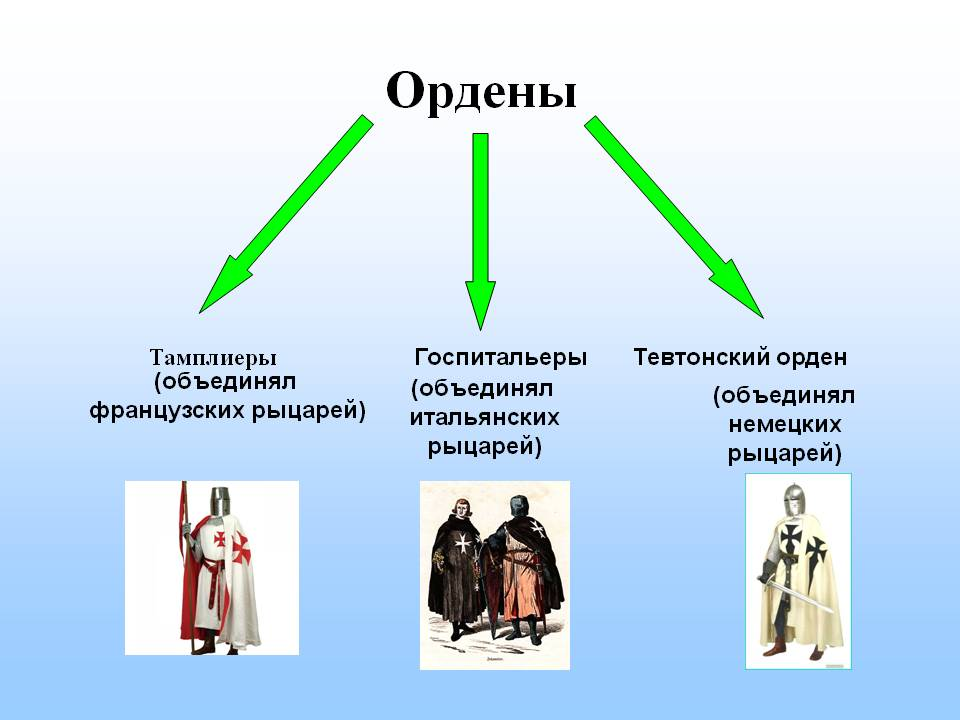 Ордены
Тамплиеры
(объединял
французских рыцарей)
Госпитальеры
(объединял
итальянских
рыцарей)
Тевтонский орден
(объединял
немецких
рыцарей)